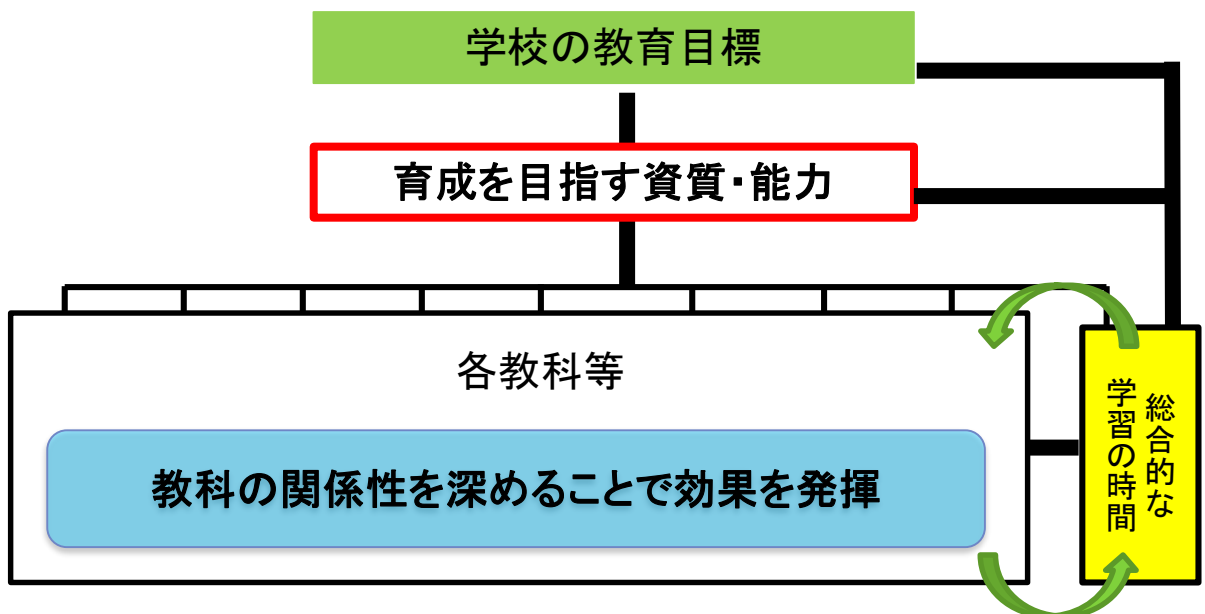 学校の教育目標
育成を目指す資質・能力
各教科等
教科の関係性を深めることで効果を発揮
総合的な
学習の時間